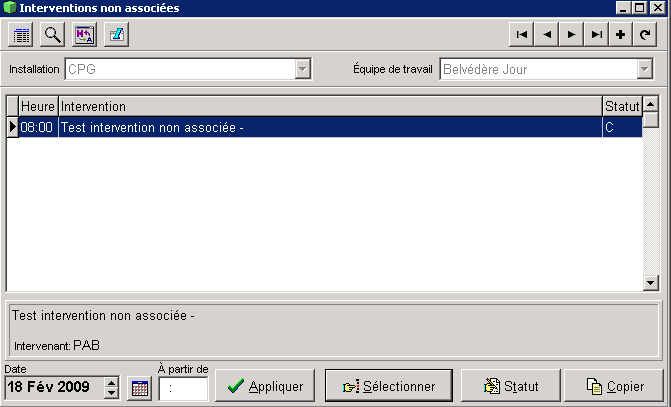 Interventions non associées
Installation CPG Équipe de travail Belvédère Jour
Heure Intervention Statut
08:00 Test intervention non associée - C
Test intervention non associée -
Intervenant: PAB
Date À partir de
18 Fév 2009 : Appliquer Sélectionner Statut Copier